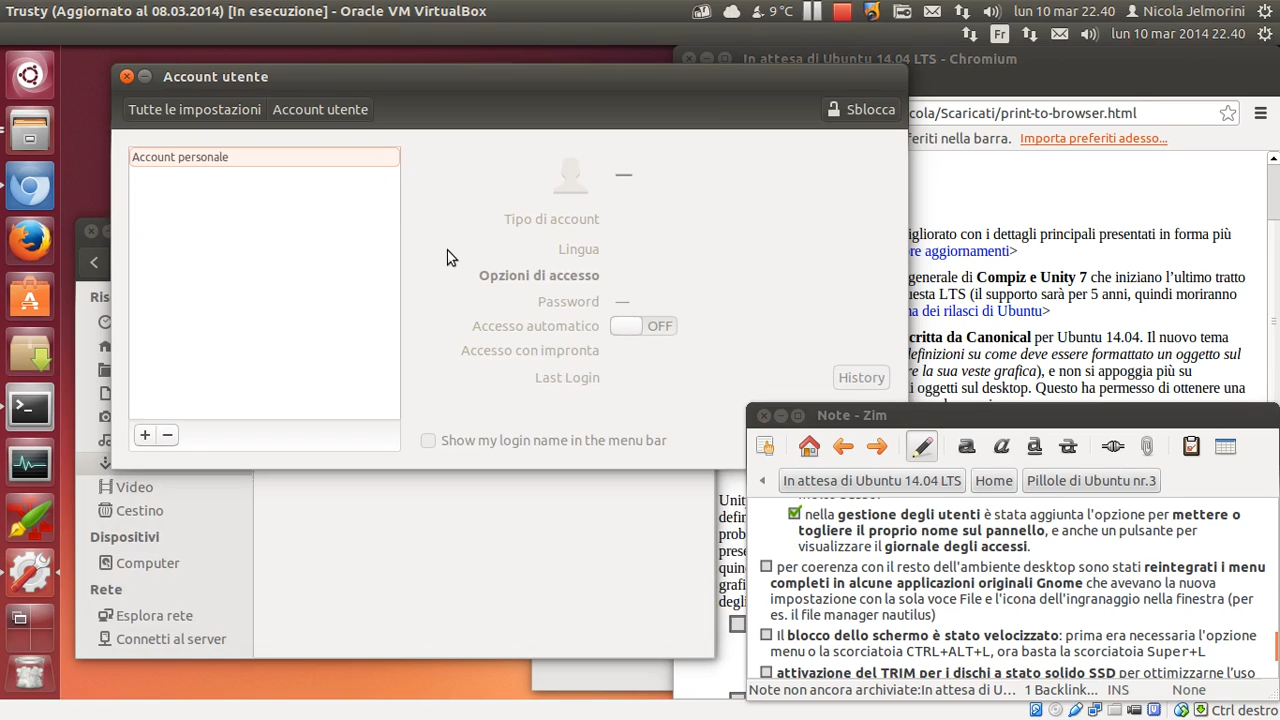 Trusty (Aggiornato al 08.03.2014) [In esecuzione] - Oracle VM VirtualBox
9°C
lun 10 mar 22.40
Nicola Jelmorini
Fr
lun 10 mar 2014 22.40
In attesa di Ubuntu 14.04 LTS - Chromium
cola/Scaricati/print-to-browser.html
feriti nella barra. Importa preferiti adesso...
Account utente
Tutte le impostazioni
Account utente
Sblocca
Account personale
—
Tipo di account
Lingua
Opzioni di accesso
Password —
Accesso automatico OFF
Accesso con impronta
Last Login
History
+ −
Show my login name in the menu bar
igliorato con i dettagli principali presentati in forma più
re aggiornamenti>
generale di Compiz e Unity 7 che iniziano l’ultimo tratto
uesta LTS (il supporto sarà per 5 anni, quindi moriranno
na dei rilasci di Ubuntu>
critta da Canonical per Ubuntu 14.04. Il nuovo tema
definizioni su come deve essere formattato un oggetto sul
re la sua veste grafica), e non si appoggia più su
i oggetti sul desktop. Questo ha permesso di ottenere una
Unit
defin
prob
prese
quin
grafi
degl
Ris
Video
Cestino
Dispositivi
Computer
Rete
Esplora rete
Connetti al server
Note - Zim
In attesa di Ubuntu 14.04 LTS
Home
Pillole di Ubuntu nr.3
nella gestione degli utenti è stata aggiunta l'opzione per mettere o
togliere il proprio nome sul pannello, e anche un pulsante per
visualizzare il giornale degli accessi.
per coerenza con il resto dell'ambiente desktop sono stati reintegrati i menu
completi in alcune applicazioni originali Gnome che avevano la nuova
impostazione con la sola voce File e l'icona dell'ingranaggio nella finestra (per
es. il file manager nautilus)
Il blocco dello schermo è stato velocizzato: prima era necessaria l'opzione
menu o la scorciatoia CTRL+ALT+L, ora basta la scorciatoia Super+L
attivazione del TRIM per i dischi a stato solido SSD per ottimizzarne l'uso
Note non ancora archiviate:In attesa di U...
1 Backlink...
INS
None
Ctrl destro